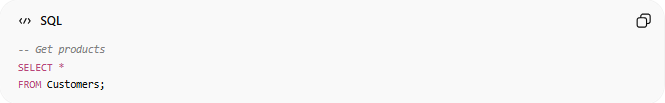 SQL
-- Get products
SELECT *
FROM Customers;